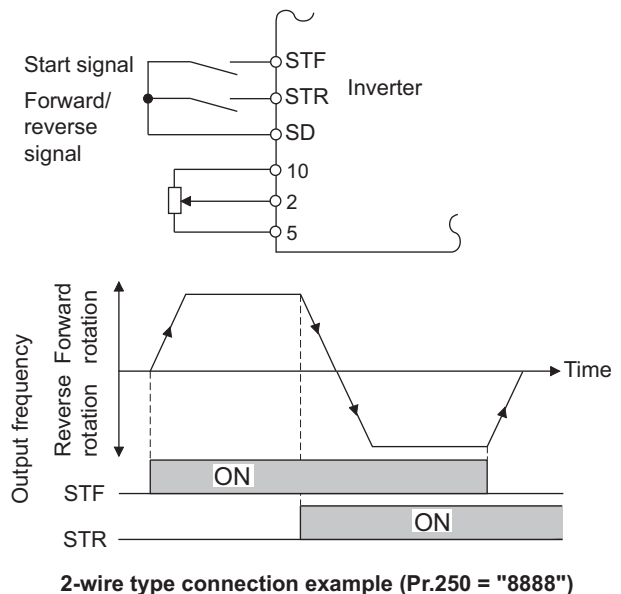 Start signal
Forward/
reverse
signal
STF
STR
SD
10
2
5
Inverter
Output frequency
Reverse Forward
rotation rotation
Time
STF
ON
STR
ON
2-wire type connection example (Pr.250 = "8888")